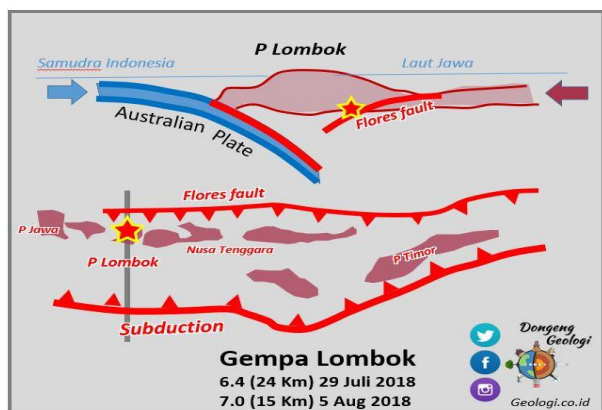 P Lombok
Samudra Indonesia
Laut Jawa
Australian Plate
Flores fault
Flores fault
P Jawa
P Lombok
Nusa Tenggara
P Timor
Subduction
Gempa Lombok
6.4 (24 Km) 29 Juli 2018
7.0 (15 Km) 5 Aug 2018
Dongeng
Geologi
Geologi.co.id